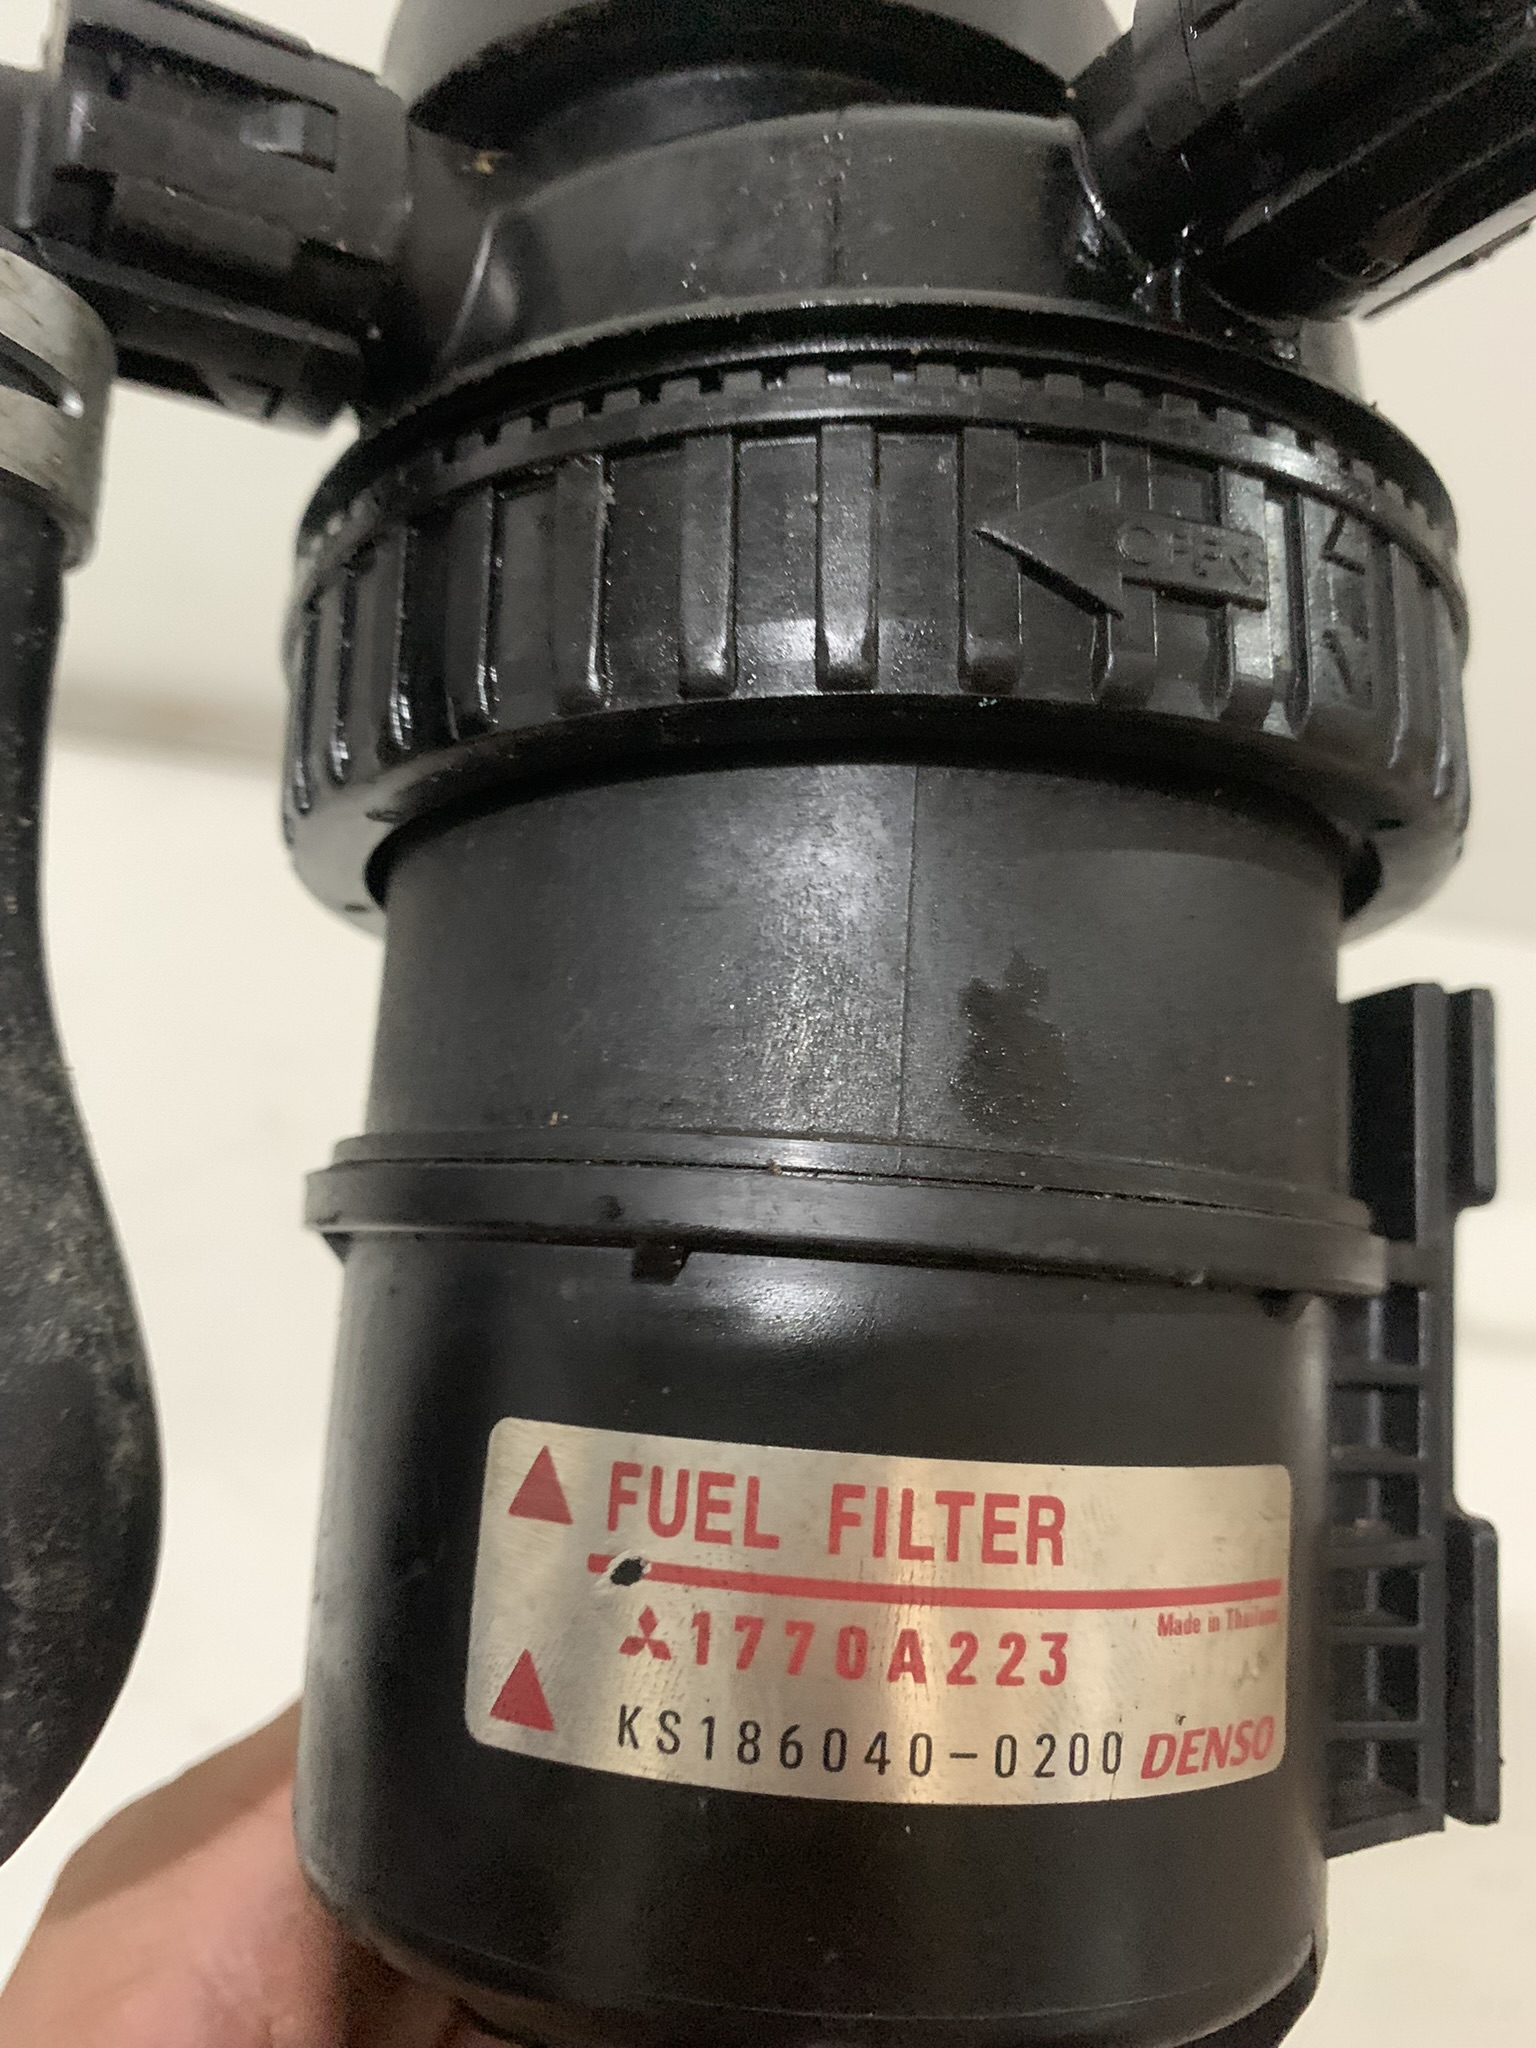 OPEN
FUEL FILTER
Made in Thailand
1770A223
KS186040-0200 DENSO